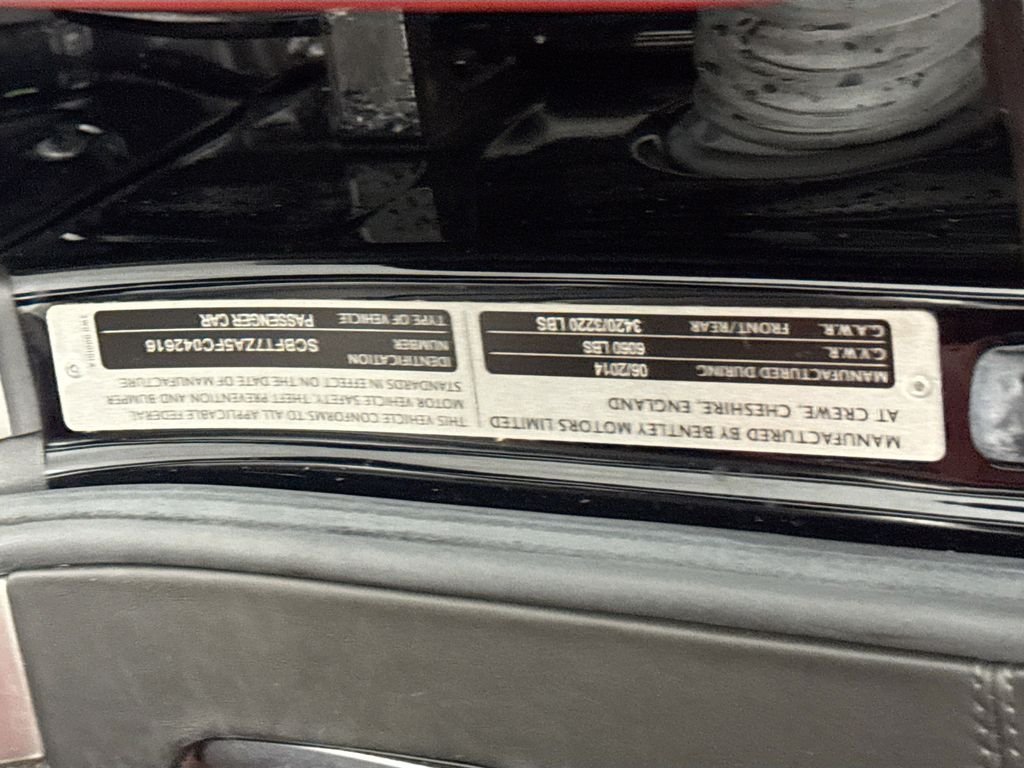 MANUFACTURED BY BENTLEY MOTORS LIMITED
AT CREWE, CHESHIRE, ENGLAND
MANUFACTURED DURING 06/2014
G.V.W.R. 6060 LBS
G.A.W.R. FRONT/REAR 3420/3220 LBS
THIS VEHICLE CONFORMS TO ALL APPLICABLE FEDERAL
MOTOR VEHICLE SAFETY, THEFT PREVENTION AND BUMPER
STANDARDS IN EFFECT ON THE DATE OF MANUFACTURE.
IDENTIFICATION
NUMBER SCBF77ZA5FC042616
TYPE OF VEHICLE PASSENGER CAR